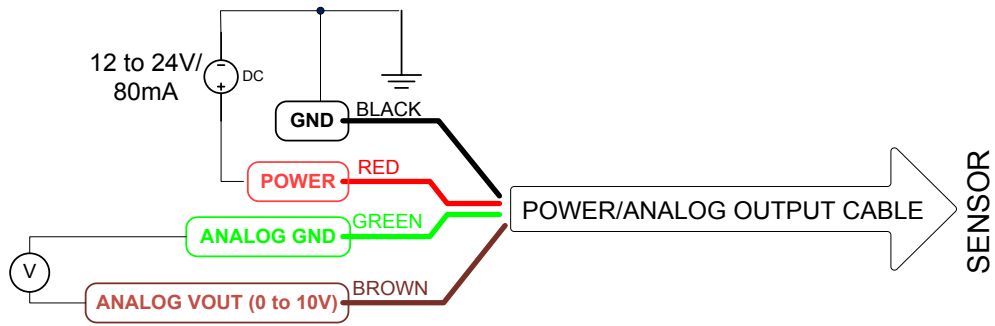 12 to 24V/
80mA
−
+
DC
GND
BLACK
POWER
RED
ANALOG GND
GREEN
V
ANALOG VOUT (0 to 10V)
BROWN
POWER/ANALOG OUTPUT CABLE
SENSOR